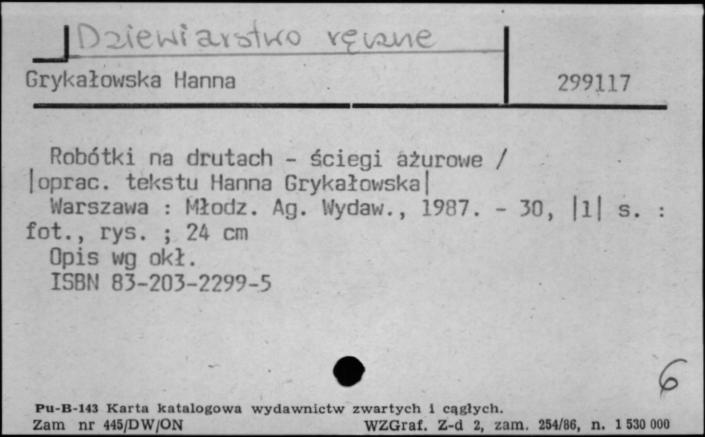 Dziewiarstwo ręczne
Grykałowska Hanna 299117
Robótki na drutach - ściegi ażurowe /
|oprac. tekstu Hanna Grykałowska|
Warszawa : Młodz. Ag. Wydaw., 1987. - 30, |1| s. :
fot., rys. ; 24 cm
Opis wg okł.
ISBN 83-203-2299-5
6
Pu-B-143 Karta katalogowa wydawnictw zwartych i ciągłych.
Zam nr 445/DW/ON WZGraf. Z-d 2, zam. 254/86, n. 1 530 000